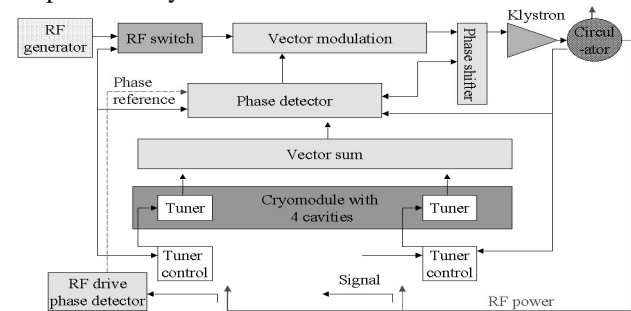 Klystron
RF
generator
RF switch
Vector modulation
Phase shifter
Circul
-ator
Phase
reference
Phase detector
Vector sum
Tuner
Cryomodule with
4 cavities
Tuner
Tuner
control
Tuner
control
RF drive
phase detector
Signal
RF power